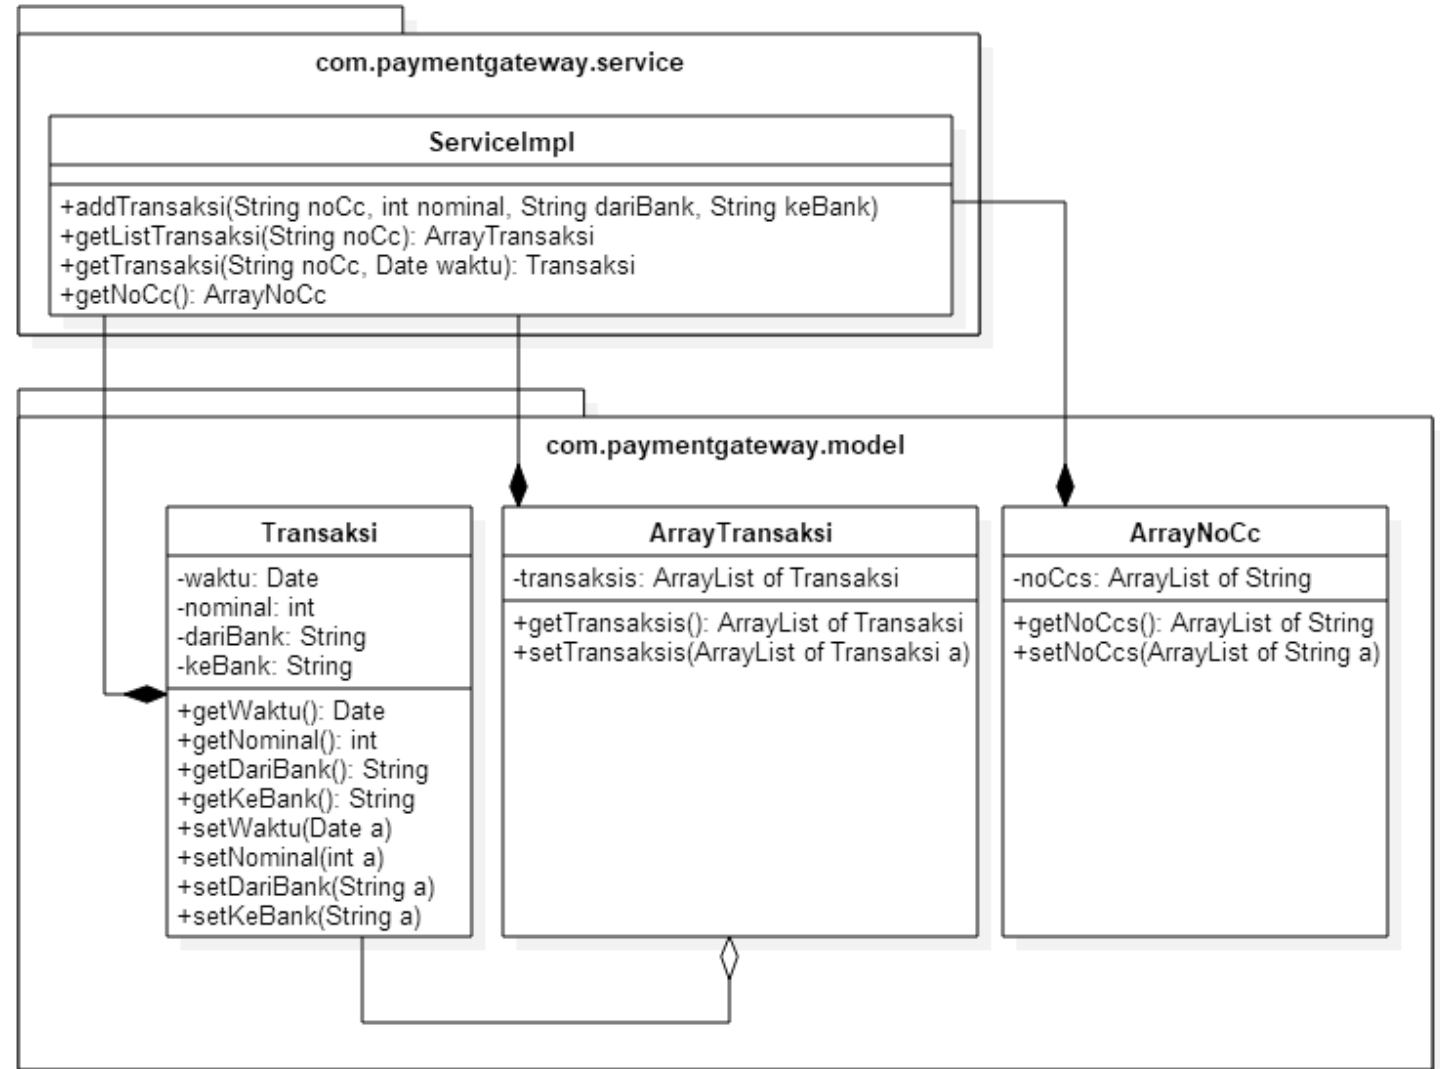 com.paymentgateway.service
ServiceImpl
+addTransaksi(String noCc, int nominal, String dariBank, String keBank)
+getListTransaksi(String noCc): ArrayTransaksi
+getTransaksi(String noCc, Date waktu): Transaksi
+getNoCc(): ArrayNoCc
com.paymentgateway.model
Transaksi
-waktu: Date
-nominal: int
-dariBank: String
-keBank: String
+getWaktu(): Date
+getNominal(): int
+getDariBank(): String
+getKeBank(): String
+setWaktu(Date a)
+setNominal(int a)
+setDariBank(String a)
+setKeBank(String a)
ArrayTransaksi
-transaksis: ArrayList of Transaksi
+getTransaksis(): ArrayList of Transaksi
+setTransaksis(ArrayList of Transaksi a)
ArrayNoCc
-noCcs: ArrayList of String
+getNoCcs(): ArrayList of String
+setNoCcs(ArrayList of String a)